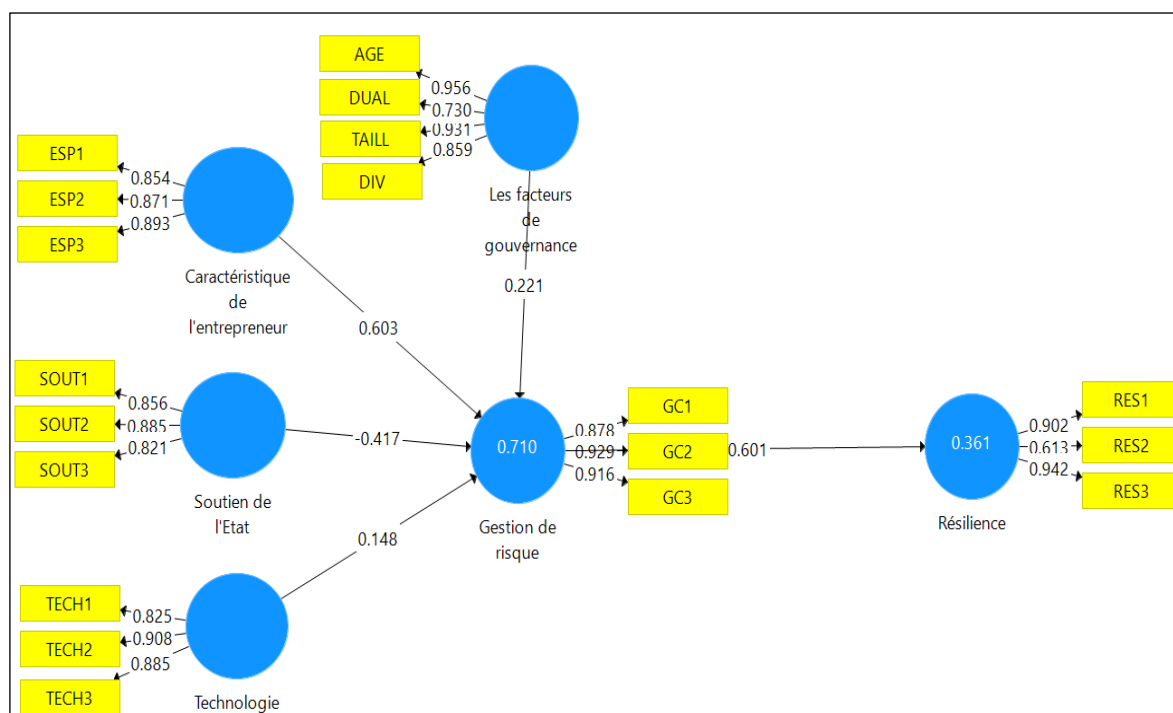 AGE
DUAL
TAILL
DIV
0.956
0.730
0.931
0.859
Les facteurs
de
gouvernance
0.221
ESP1
ESP2
ESP3
0.854
0.871
0.893
Caractéristique
de
l'entrepreneur
0.603
SOUT1
SOUT2
SOUT3
0.856
0.885
0.821
Soutien de
l'Etat
-0.417
TECH1
TECH2
TECH3
0.825
0.908
0.885
Technologie
0.148
0.710
Gestion de
risque
0.878
0.929
0.916
GC1
GC2
GC3
0.601
0.361
Résilience
0.902
0.613
0.942
RES1
RES2
RES3